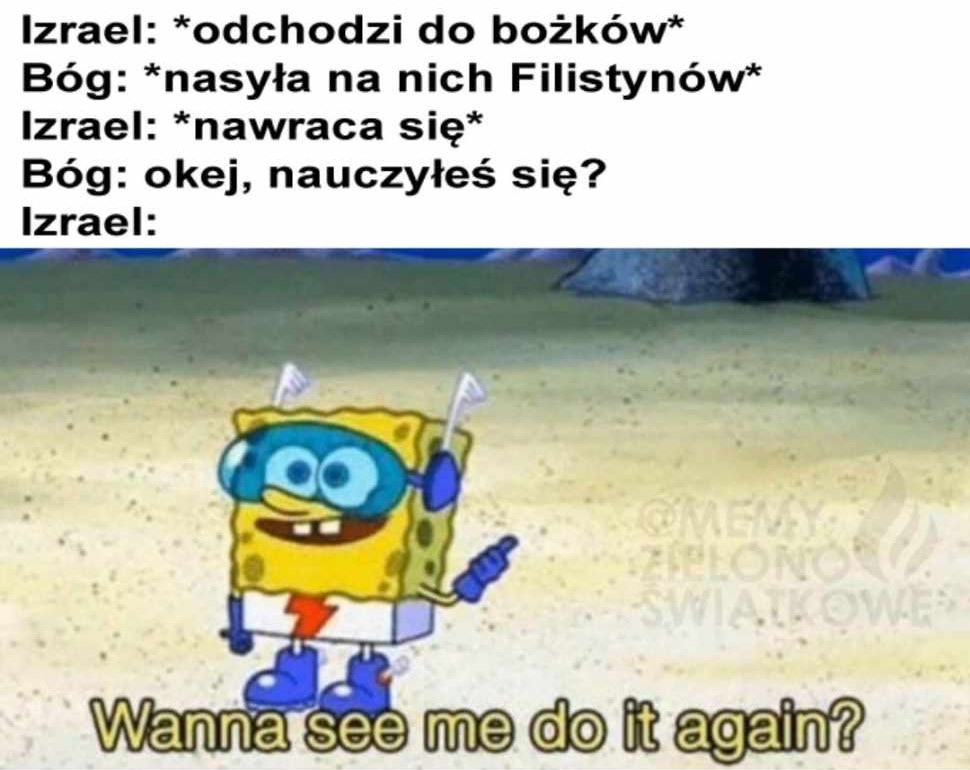 Izrael: *odchodzi do bożków*
Bóg: *nasyła na nich Filistynów*
Izrael: *nawraca się*
Bóg: okej, nauczyłeś się?
Izrael:
@MEMY
ZIELONO
ŚWIĄTKOWE
Wanna see me do it again?